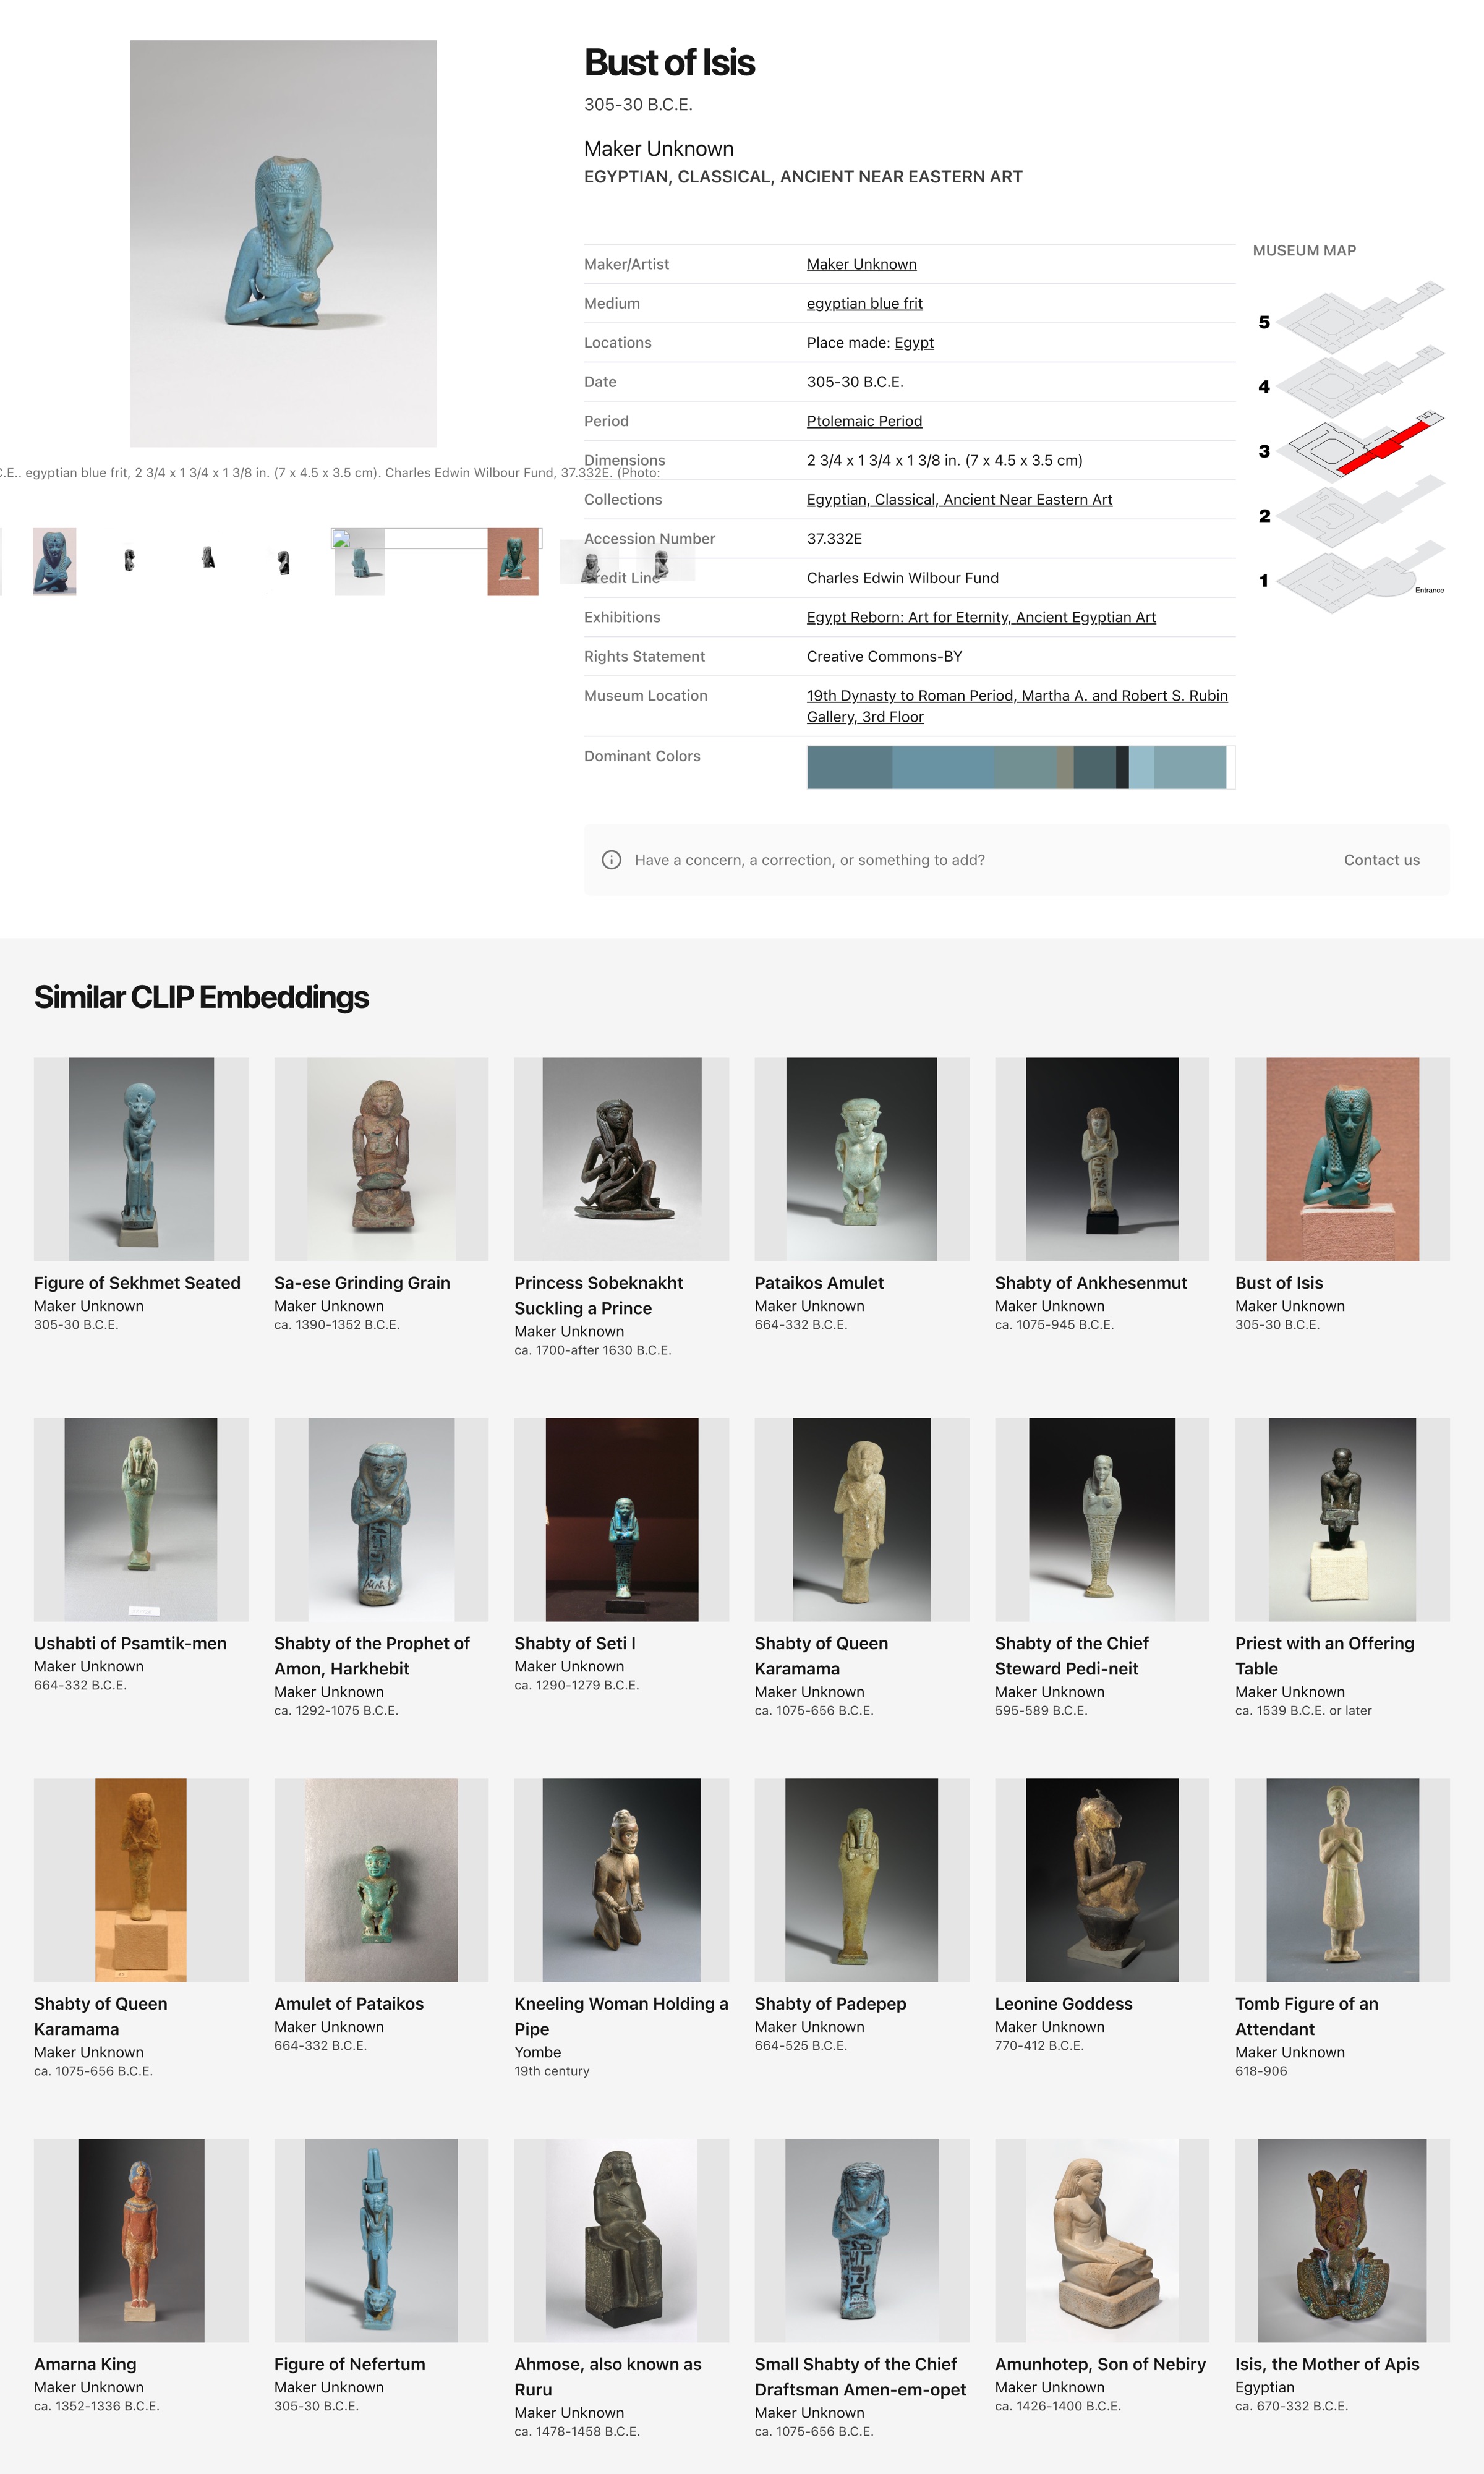 Bust of Isis
305-30 B.C.E.
Maker Unknown
EGYPTIAN, CLASSICAL, ANCIENT NEAR EASTERN ART
C.E.. egyptian blue frit, 2 3/4 x 1 3/4 x 1 3/8 in. (7 x 4.5 x 3.5 cm). Charles Edwin Wilbour Fund, 37.332E. (Photo:
Maker/Artist Maker Unknown
Medium egyptian blue frit
Locations Place made: Egypt
Date 305-30 B.C.E.
Period Ptolemaic Period
Dimensions 2 3/4 x 1 3/4 x 1 3/8 in. (7 x 4.5 x 3.5 cm)
Collections Egyptian, Classical, Ancient Near Eastern Art
Accession Number 37.332E
Credit Line Charles Edwin Wilbour Fund
Exhibitions Egypt Reborn: Art for Eternity, Ancient Egyptian Art
Rights Statement Creative Commons-BY
Museum Location 19th Dynasty to Roman Period, Martha A. and Robert S. Rubin
Gallery, 3rd Floor
Dominant Colors
MUSEUM MAP
5
4
3
2
1
Entrance
Have a concern, a correction, or something to add? Contact us
Similar CLIP Embeddings
Figure of Sekhmet Seated
Maker Unknown
305-30 B.C.E.
Sa-ese Grinding Grain
Maker Unknown
ca. 1390-1352 B.C.E.
Princess Sobeknakht
Suckling a Prince
Maker Unknown
ca. 1700-after 1630 B.C.E.
Pataikos Amulet
Maker Unknown
664-332 B.C.E.
Shabty of Ankhesenmut
Maker Unknown
ca. 1075-945 B.C.E.
Bust of Isis
Maker Unknown
305-30 B.C.E.
Ushabti of Psamtik-men
Maker Unknown
664-332 B.C.E.
Shabty of the Prophet of
Amon, Harkhebit
Maker Unknown
ca. 1292-1075 B.C.E.
Shabty of Seti I
Maker Unknown
ca. 1290-1279 B.C.E.
Shabty of Queen
Karamama
Maker Unknown
ca. 1075-656 B.C.E.
Shabty of the Chief
Steward Pedi-neit
Maker Unknown
595-589 B.C.E.
Priest with an Offering
Table
Maker Unknown
ca. 1539 B.C.E. or later
Shabty of Queen
Karamama
Maker Unknown
ca. 1075-656 B.C.E.
Amulet of Pataikos
Maker Unknown
664-332 B.C.E.
Kneeling Woman Holding a
Pipe
Yombe
19th century
Shabty of Padepep
Maker Unknown
664-525 B.C.E.
Leonine Goddess
Maker Unknown
770-412 B.C.E.
Tomb Figure of an
Attendant
Maker Unknown
618-906
Amarna King
Maker Unknown
ca. 1352-1336 B.C.E.
Figure of Nefertum
Maker Unknown
305-30 B.C.E.
Ahmose, also known as
Ruru
Maker Unknown
ca. 1478-1458 B.C.E.
Small Shabty of the Chief
Draftsman Amen-em-opet
Maker Unknown
ca. 1075-656 B.C.E.
Amunhotep, Son of Nebiry
Maker Unknown
ca. 1426-1400 B.C.E.
Isis, the Mother of Apis
Egyptian
ca. 670-332 B.C.E.